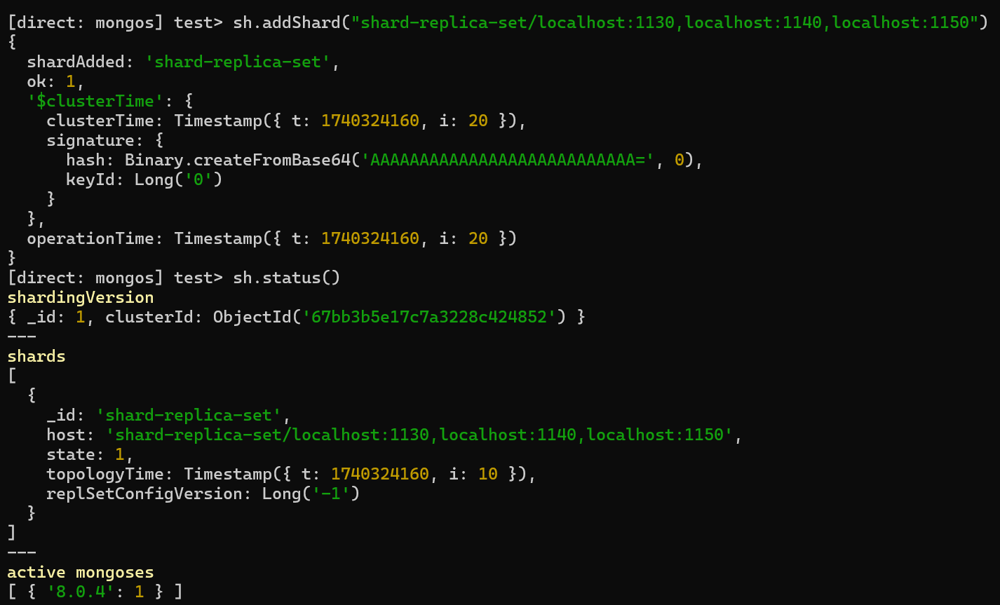 [direct: mongos] test> sh.addShard("shard-replica-set/localhost:1130,localhost:1140,localhost:1150")
{
  shardAdded: 'shard-replica-set',
  ok: 1,
  '$clusterTime': {
    clusterTime: Timestamp({ t: 1740324160, i: 20 }),
    signature: {
      hash: Binary.createFromBase64('AAAAAAAAAAAAAAAAAAAAAAAAAAA=', 0),
      keyId: Long('0')
    }
  },
  operationTime: Timestamp({ t: 1740324160, i: 20 })
}
[direct: mongos] test> sh.status()
shardingVersion
{ _id: 1, clusterId: ObjectId('67bb3b5e17c7a3228c424852') }
---
shards
[
  {
    _id: 'shard-replica-set',
    host: 'shard-replica-set/localhost:1130,localhost:1140,localhost:1150',
    state: 1,
    topologyTime: Timestamp({ t: 1740324160, i: 10 }),
    replSetConfigVersion: Long('-1')
  }
]
---
active mongoses
[ { '8.0.4': 1 } ]